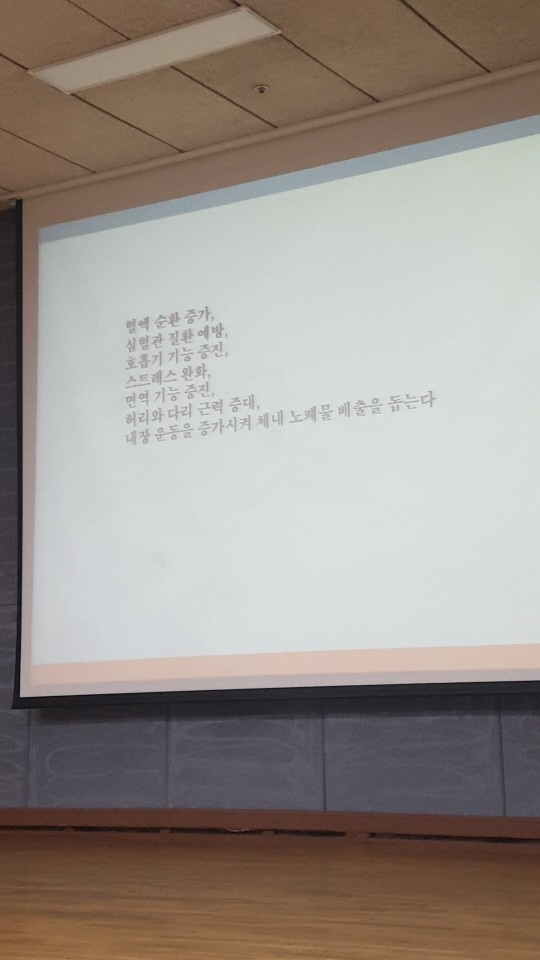 혈액 순환 증가,
심혈관 질환 예방,
호흡기 기능 증진,
스트레스 완화,
면역 기능 증진,
허리와 다리 근력 증대,
내장 운동을 증가시켜 체내 노폐물 배출을 돕는다